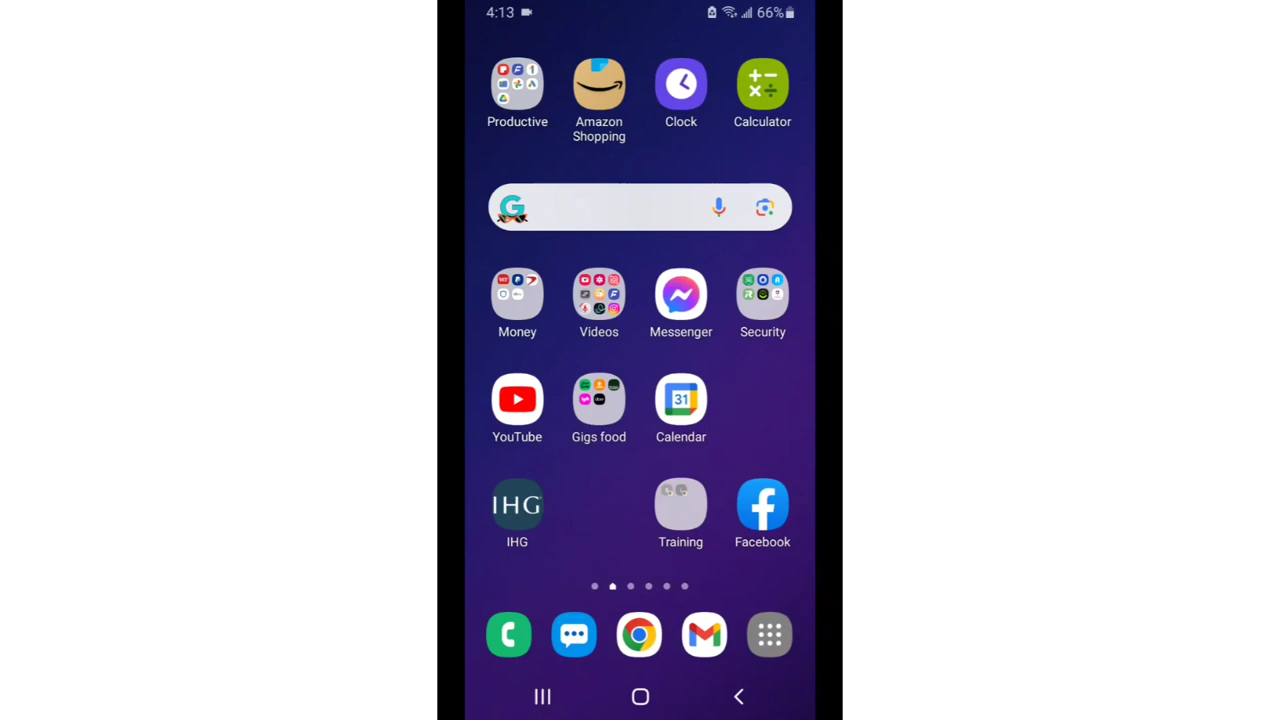 4:13 66%
Productive Amazon Shopping Clock Calculator
G
Money Videos Messenger Security
31
YouTube Gigs food Calendar
IHG
IHG Training Facebook